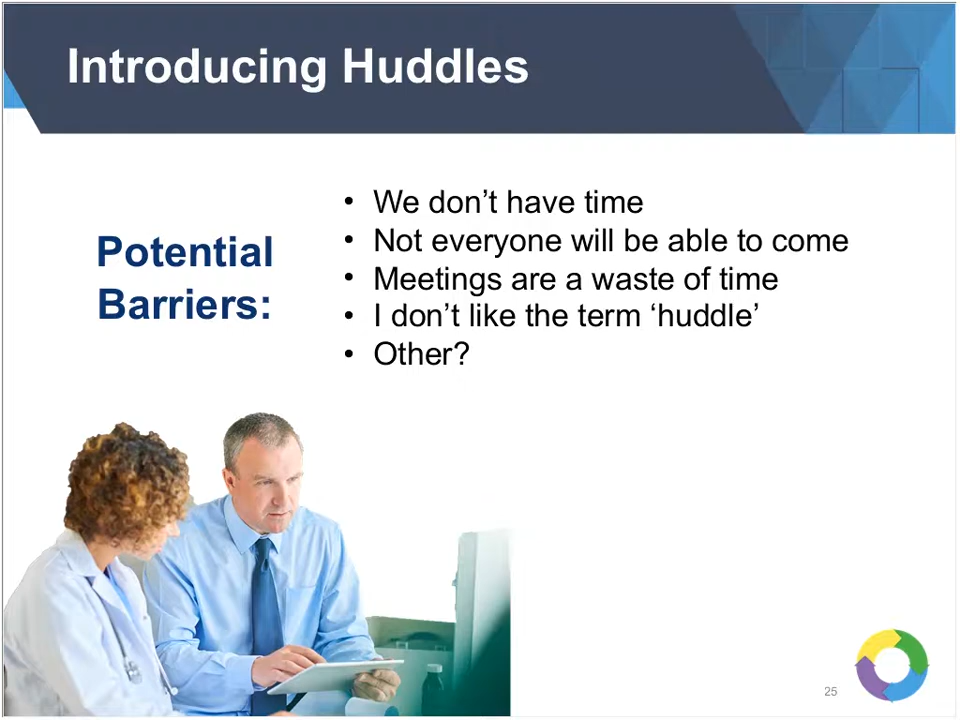 Introducing Huddles
Potential
Barriers:
• We don’t have time
• Not everyone will be able to come
• Meetings are a waste of time
• I don’t like the term ‘huddle’
• Other?
25